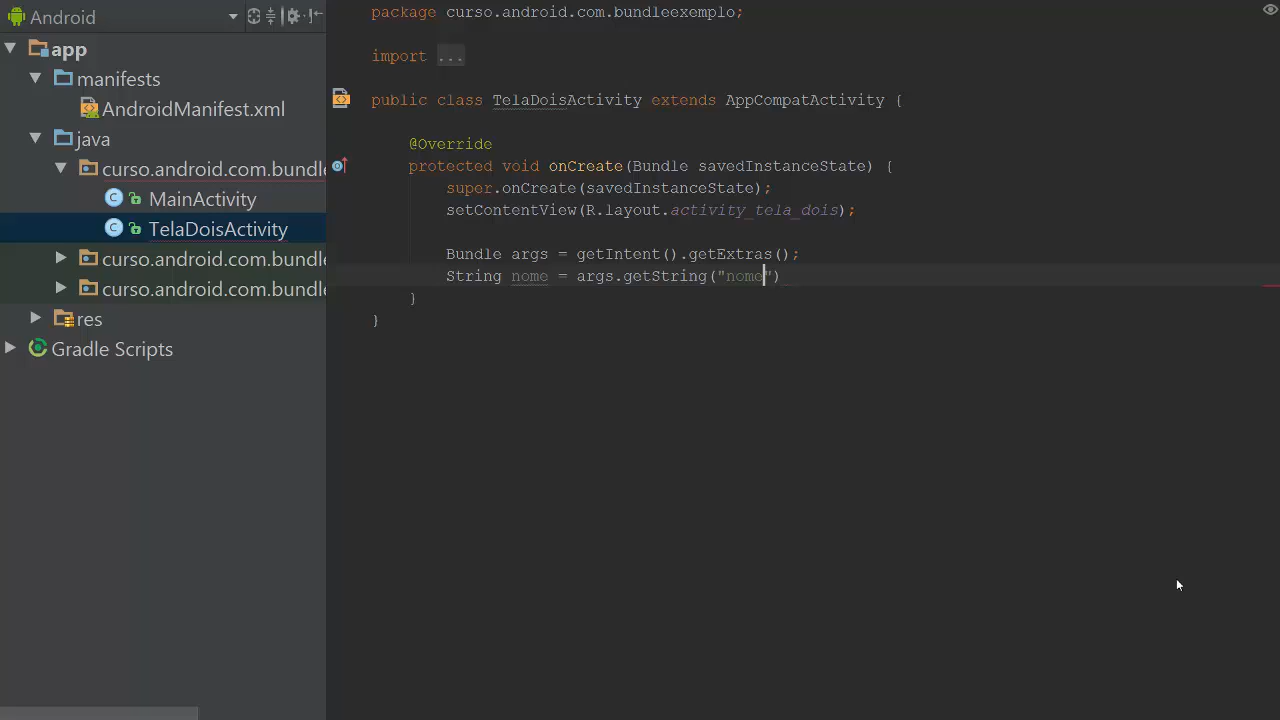 Android
app
manifests
AndroidManifest.xml
java
curso.android.com.bundle
MainActivity
TelaDoisActivity
curso.android.com.bundle
curso.android.com.bundle
res
Gradle Scripts
package curso.android.com.bundleexemplo;
import ...
public class TelaDoisActivity extends AppCompatActivity {
@Override
protected void onCreate(Bundle savedInstanceState) {
super.onCreate(savedInstanceState);
setContentView(R.layout.activity_tela_dois);
Bundle args = getIntent().getExtras();
String nome = args.getString("nome")
}
}